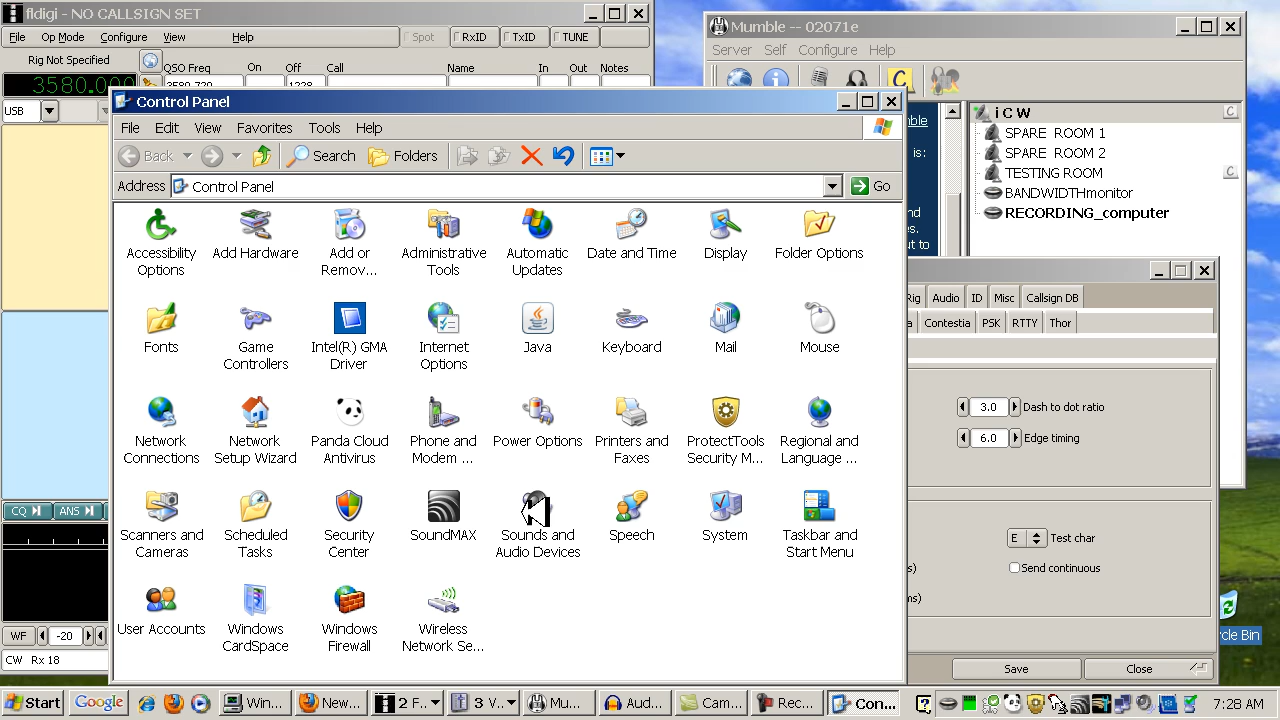 fldigi - NO CALLSIGN SET
File Op Mode Configure View Help Spot RxID TxID TUNE
Rig Not Specified QSO Freq On Off Call Name In Out Notes
3580.000
USB
Mumble -- 02071e
Server Self Configure Help
C
is:
i C W C
SPARE ROOM 1
SPARE ROOM 2
TESTING ROOM C
BANDWIDTHmonitor
RECORDING_computer
Control Panel
File Edit View Favorites Tools Help
Back Search Folders
Address Control Panel Go
Accessibility Options
Add Hardware
Add or Remov...
Administrative Tools
Automatic Updates
Date and Time
Display
Folder Options
Fonts
Game Controllers
Intel(R) GMA Driver
Internet Options
Java
Keyboard
Mail
Mouse
Network Connections
Network Setup Wizard
Panda Cloud Antivirus
Phone and Modem ...
Power Options
Printers and Faxes
ProtectTools Security M...
Regional and Language ...
Scanners and Cameras
Scheduled Tasks
Security Center
SoundMAX
Sounds and Audio Devices
Speech
System
Taskbar and Start Menu
User Accounts
Windows CardSpace
Windows Firewall
Wireless Network Se...
Rig Audio ID Misc Callsign DB
Contestia PSK RTTY Thor
3.0 Dash to dot ratio
6.0 Edge timing
E Test char
Send continuous
Save Close
CQ ANS
WF -20
CW Rx 18
cle Bin
Start Google Win... New... 2 F... 3 V... Mu... Aud... Cam... Rec... Con... 7:28 AM